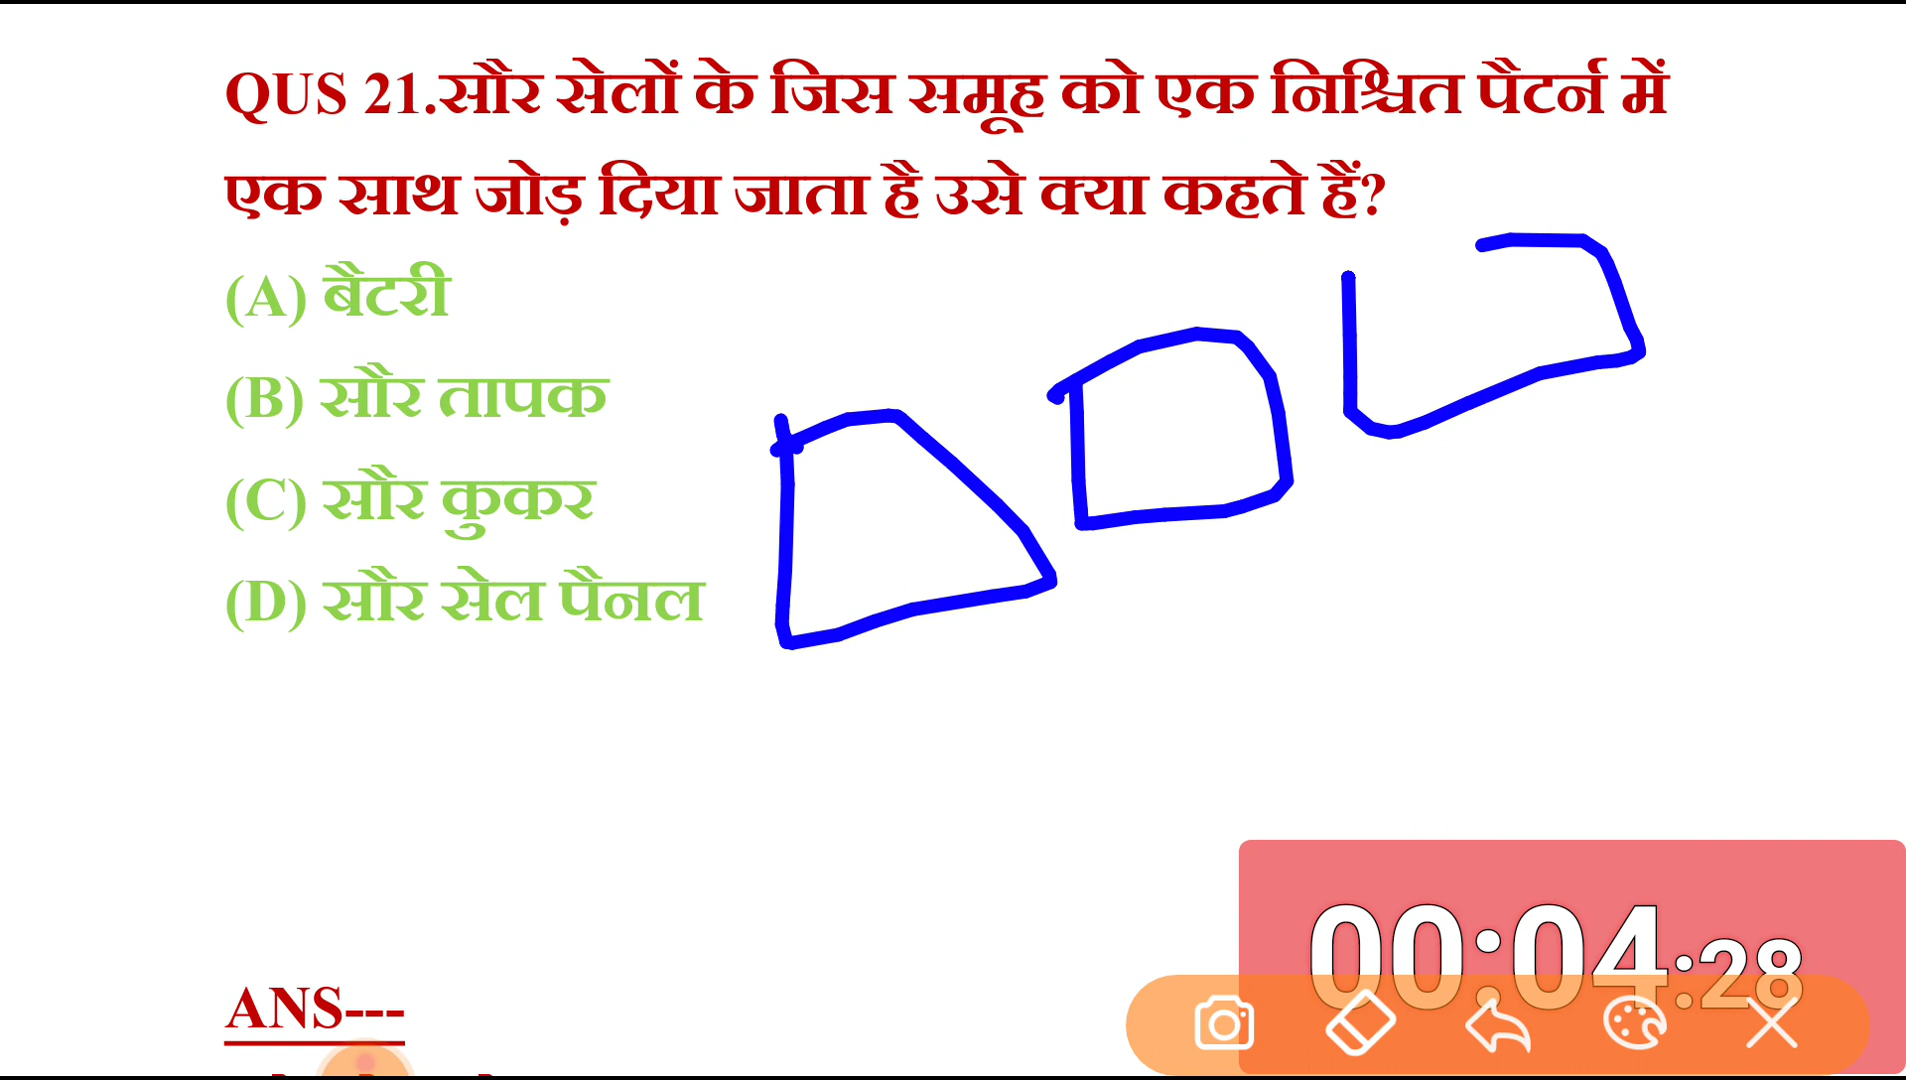 QUS 21.सौर सेलों के जिस समूह को एक निश्चित पैटर्न में
एक साथ जोड़ दिया जाता है उसे क्या कहते हैं?
(A) बैटरी
(B) सौर तापक
(C) सौर कुकर
(D) सौर सेल पैनल
ANS---
00:04:28